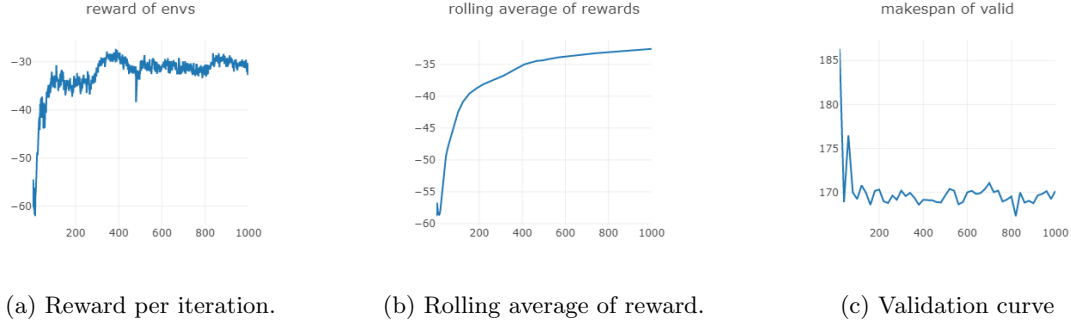 reward of envs
−30
−40
−50
−60
200 400 600 800 1000
(a) Reward per iteration.
rolling average of rewards
−35
−40
−45
−50
−55
−60
200 400 600 800 1000
(b) Rolling average of reward.
makespan of valid
185
180
175
170
200 400 600 800 1000
(c) Validation curve